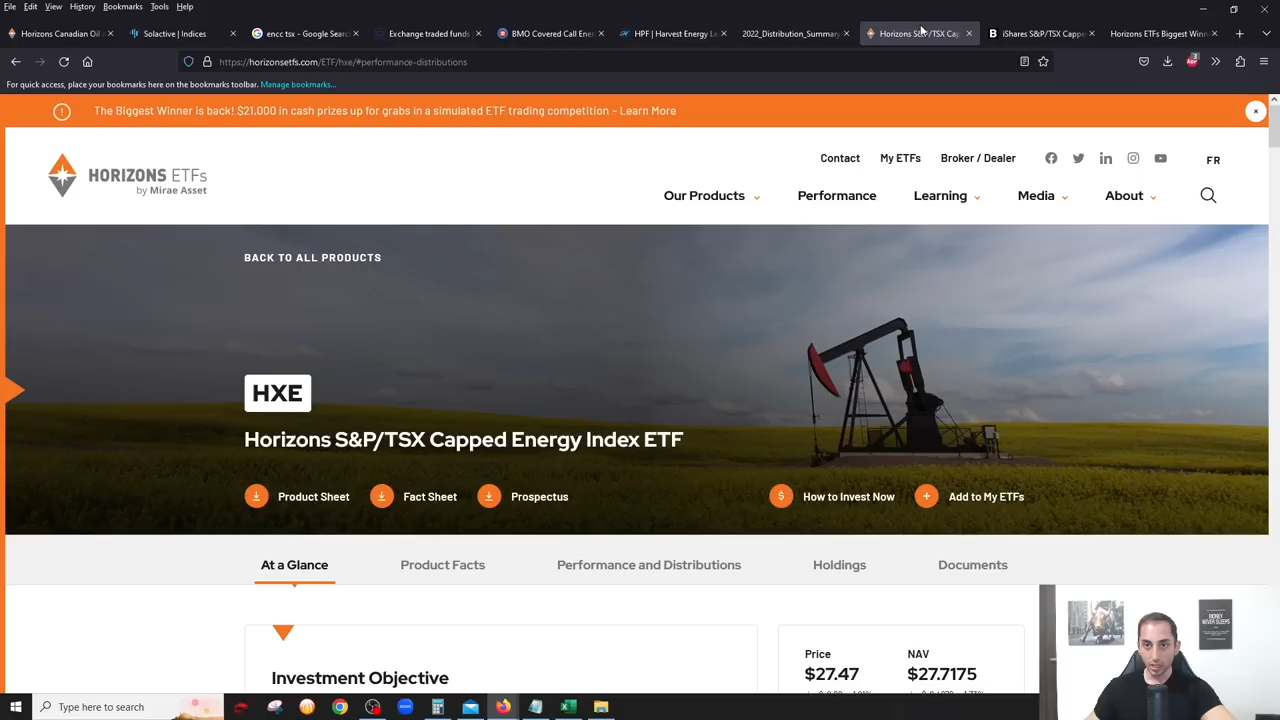 File Edit View History Bookmarks Tools Help
Horizons Canadian Oil
Solactive | Indices
encc tsx - Google Searc
Exchange traded funds
BMO Covered Call Ener
HPF | Harvest Energy Le
2022_Distribution_Summary
Horizons S&P/TSX Cap
iShares S&P/TSX Cappe
Horizons ETFs Biggest Winn
https://horizonsetfs.com/ETF/hxe/#performance-distributions
For quick access, place your bookmarks here on the bookmarks toolbar. Manage bookmarks...
The Biggest Winner is back! $21,000 in cash prizes up for grabs in a simulated ETF trading competition - Learn More
HORIZONS ETFs
by Mirae Asset
Contact My ETFs Broker / Dealer FR
Our Products Performance Learning Media About
BACK TO ALL PRODUCTS
HXE
Horizons S&P/TSX Capped Energy Index ETF
Product Sheet Fact Sheet Prospectus How to Invest Now Add to My ETFs
At a Glance Product Facts Performance and Distributions Holdings Documents
Investment Objective
Price NAV
$27.47 $27.7175
MONEY
NEVER SLEEPS
Type here to search